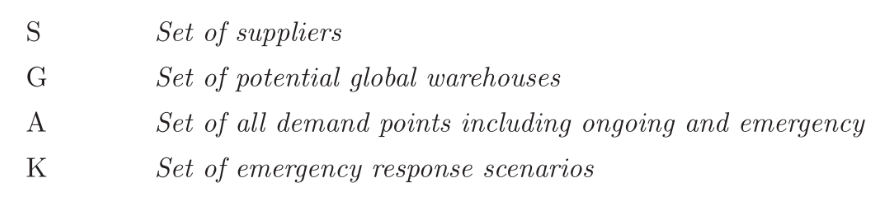 S Set of suppliers
G Set of potential global warehouses
A Set of all demand points including ongoing and emergency
K Set of emergency response scenarios